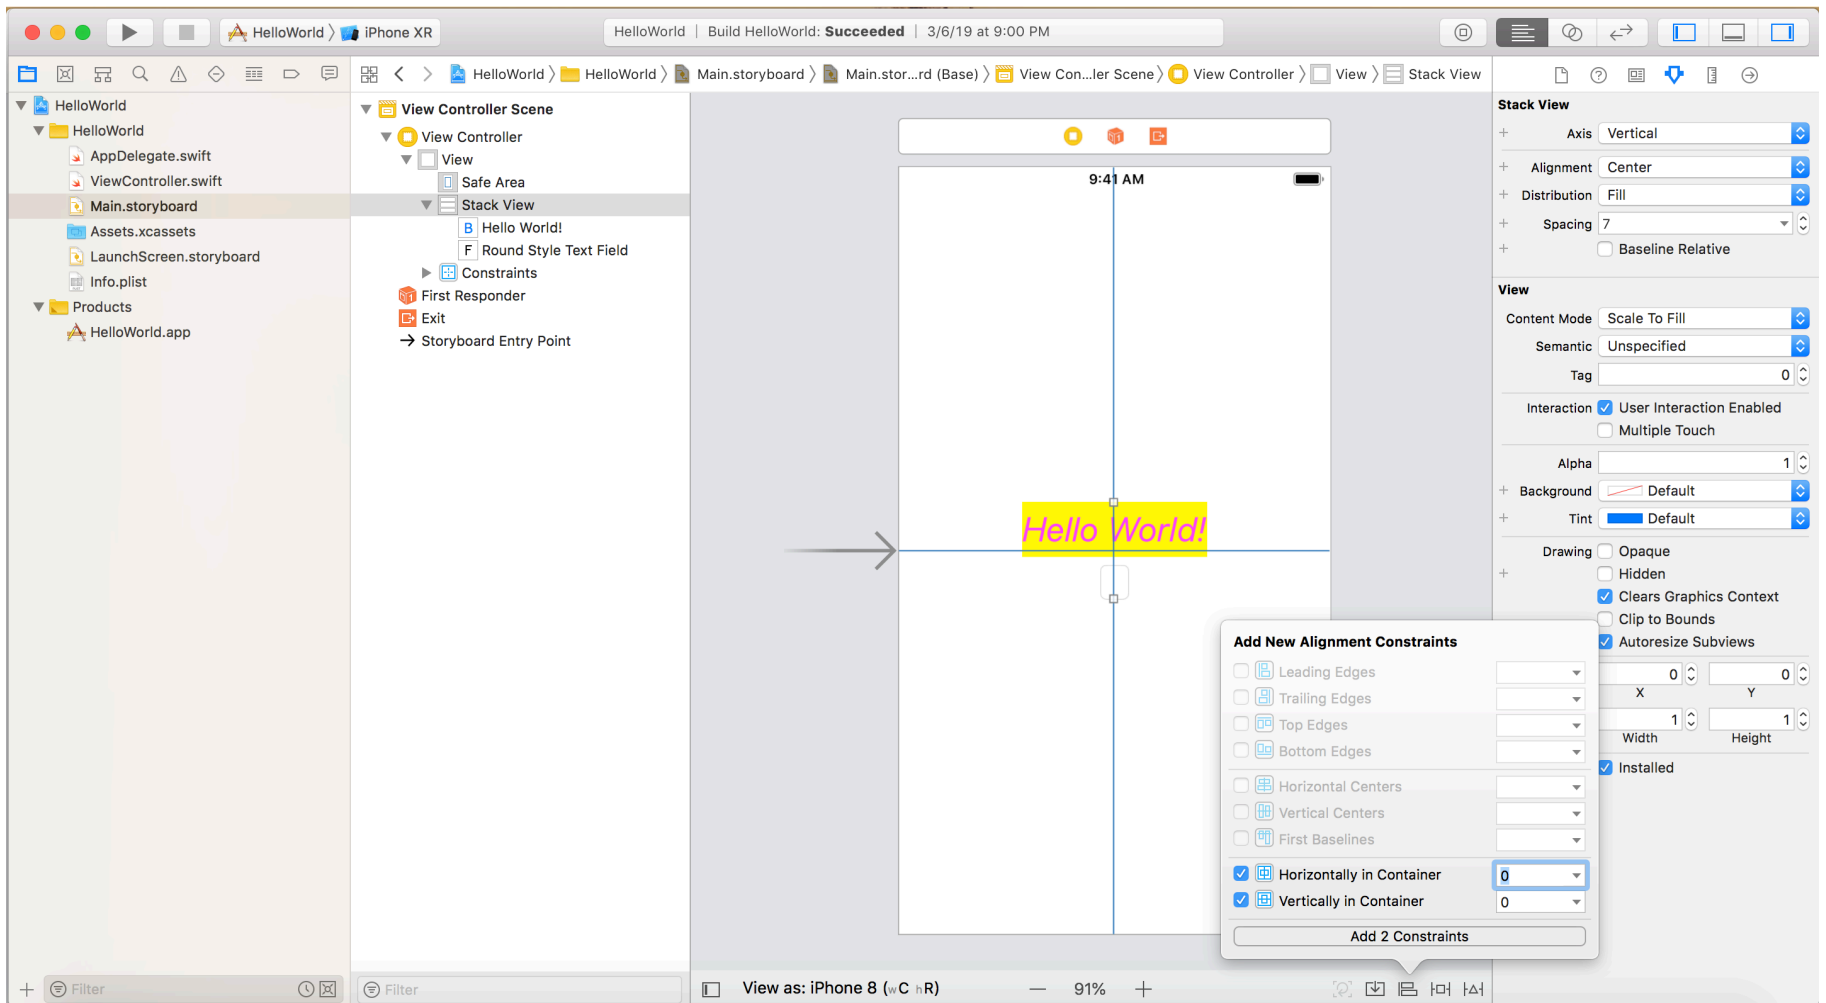 HelloWorld iPhone XR
HelloWorld | Build HelloWorld: Succeeded | 3/6/19 at 9:00 PM
HelloWorld HelloWorld Main.storyboard Main.stor...rd (Base) View Con...ler Scene View Controller View Stack View
HelloWorld
HelloWorld
AppDelegate.swift
ViewController.swift
Main.storyboard
Assets.xcassets
LaunchScreen.storyboard
Info.plist
Products
HelloWorld.app
Filter
View Controller Scene
View Controller
View
Safe Area
Stack View
B Hello World!
F Round Style Text Field
Constraints
First Responder
Exit
Storyboard Entry Point
Filter
9:41 AM
Hello World!
View as: iPhone 8 (wC hR)
91%
Add New Alignment Constraints
Leading Edges
Trailing Edges
Top Edges
Bottom Edges
Horizontal Centers
Vertical Centers
First Baselines
Horizontally in Container 0
Vertically in Container 0
Add 2 Constraints
Stack View
Axis Vertical
Alignment Center
Distribution Fill
Spacing 7
Baseline Relative
View
Content Mode Scale To Fill
Semantic Unspecified
Tag 0
Interaction User Interaction Enabled
Multiple Touch
Alpha 1
Background Default
Tint Default
Drawing Opaque
Hidden
Clears Graphics Context
Clip to Bounds
Autoresize Subviews
0 0
X Y
1 1
Width Height
Installed